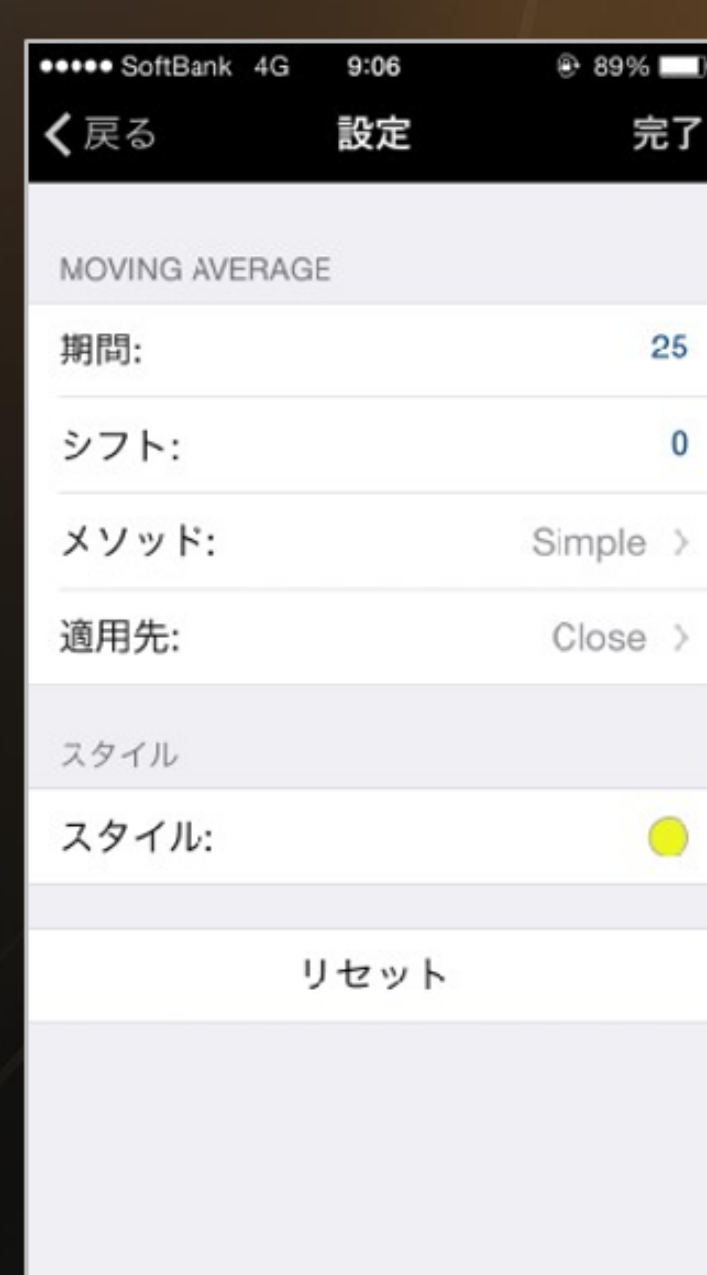 ●●●●● SoftBank 4G 9:06 89%
戻る 設定 完了
MOVING AVERAGE
期間: 25
シフト: 0
メソッド: Simple >
適用先: Close >
スタイル
スタイル:
リセット